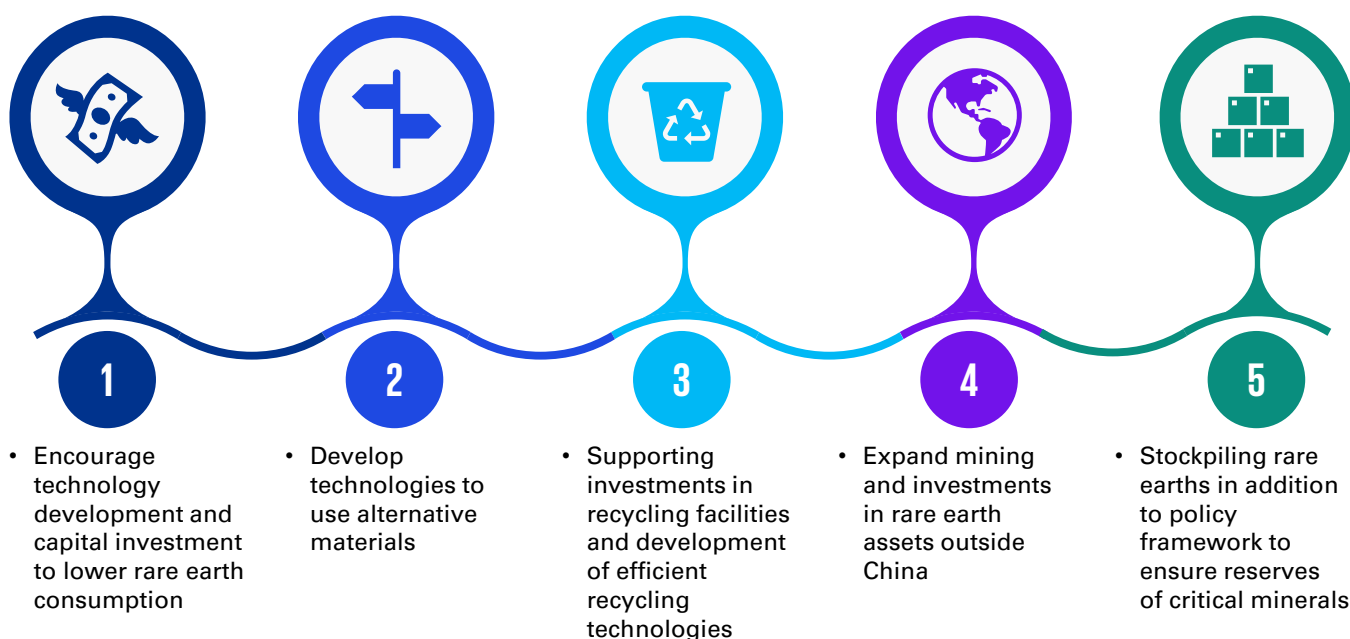 1
• Encourage
technology
development and
capital investment
to lower rare earth
consumption
2
• Develop
technologies to
use alternative
materials
3
• Supporting
investments in
recycling facilities
and development
of efficient
recycling
technologies
4
• Expand mining
and investments
in rare earth
assets outside
China
5
• Stockpiling rare
earths in addition
to policy
framework to
ensure reserves
of critical minerals